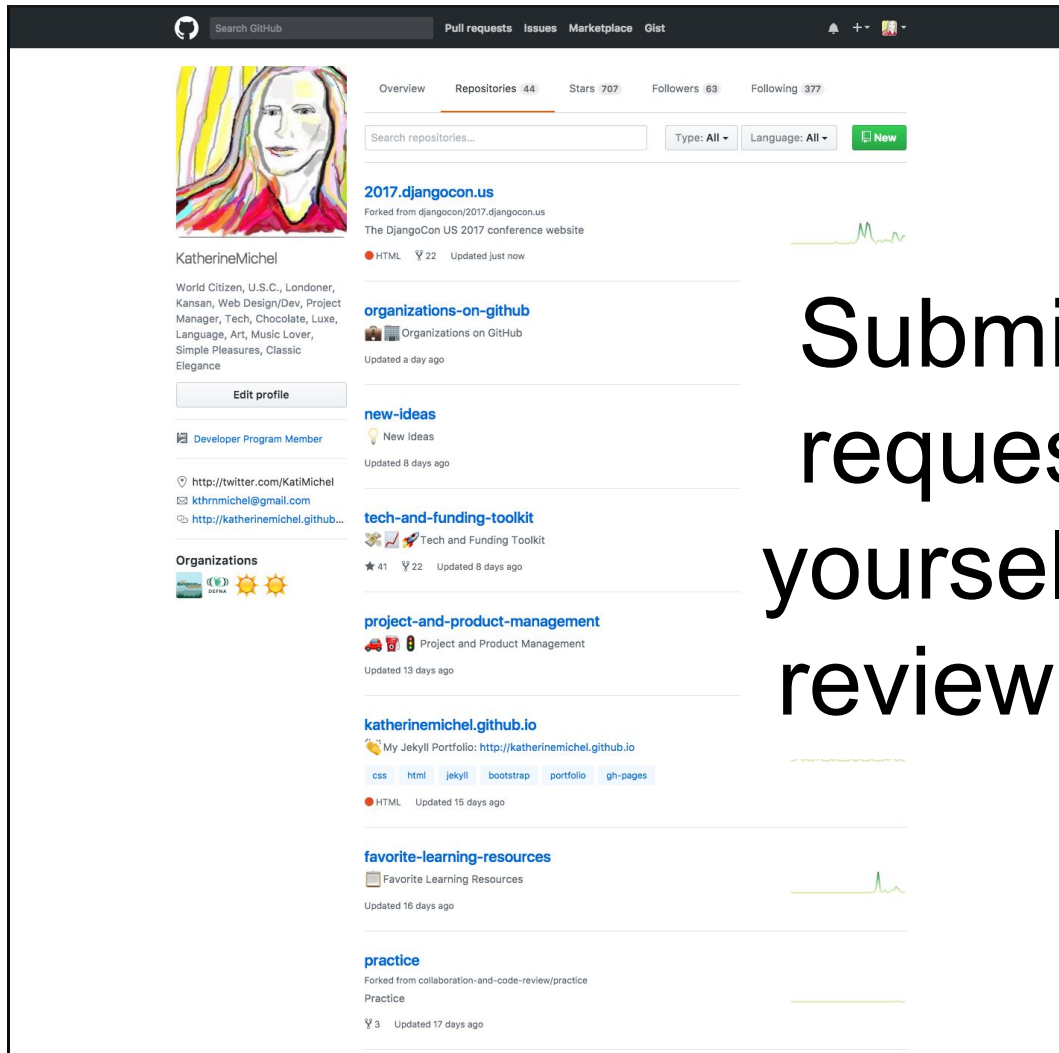 Search GitHub Pull requests Issues Marketplace Gist
Overview Repositories 44 Stars 707 Followers 63 Following 377
Search repositories... Type: All Language: All New
KatherineMichel
World Citizen, U.S.C., Londoner,
Kansan, Web Design/Dev, Project
Manager, Tech, Chocolate, Luxe,
Language, Art, Music Lover,
Simple Pleasures, Classic
Elegance
Edit profile
Developer Program Member
http://twitter.com/KatiMichel
kthrnmichel@gmail.com
http://katherinemichel.github...
Organizations
DEFNA
2017.djangocon.us
Forked from djangocon/2017.djangocon.us
The DjangoCon US 2017 conference website
HTML 22 Updated just now
organizations-on-github
Organizations on GitHub
Updated a day ago
new-ideas
New Ideas
Updated 8 days ago
tech-and-funding-toolkit
Tech and Funding Toolkit
41 22 Updated 8 days ago
project-and-product-management
Project and Product Management
Updated 13 days ago
katherinemichel.github.io
My Jekyll Portfolio: http://katherinemichel.github.io
css html jekyll bootstrap portfolio gh-pages
HTML Updated 15 days ago
favorite-learning-resources
Favorite Learning Resources
Updated 16 days ago
practice
Forked from collaboration-and-code-review/practice
Practice
3 Updated 17 days ago
review